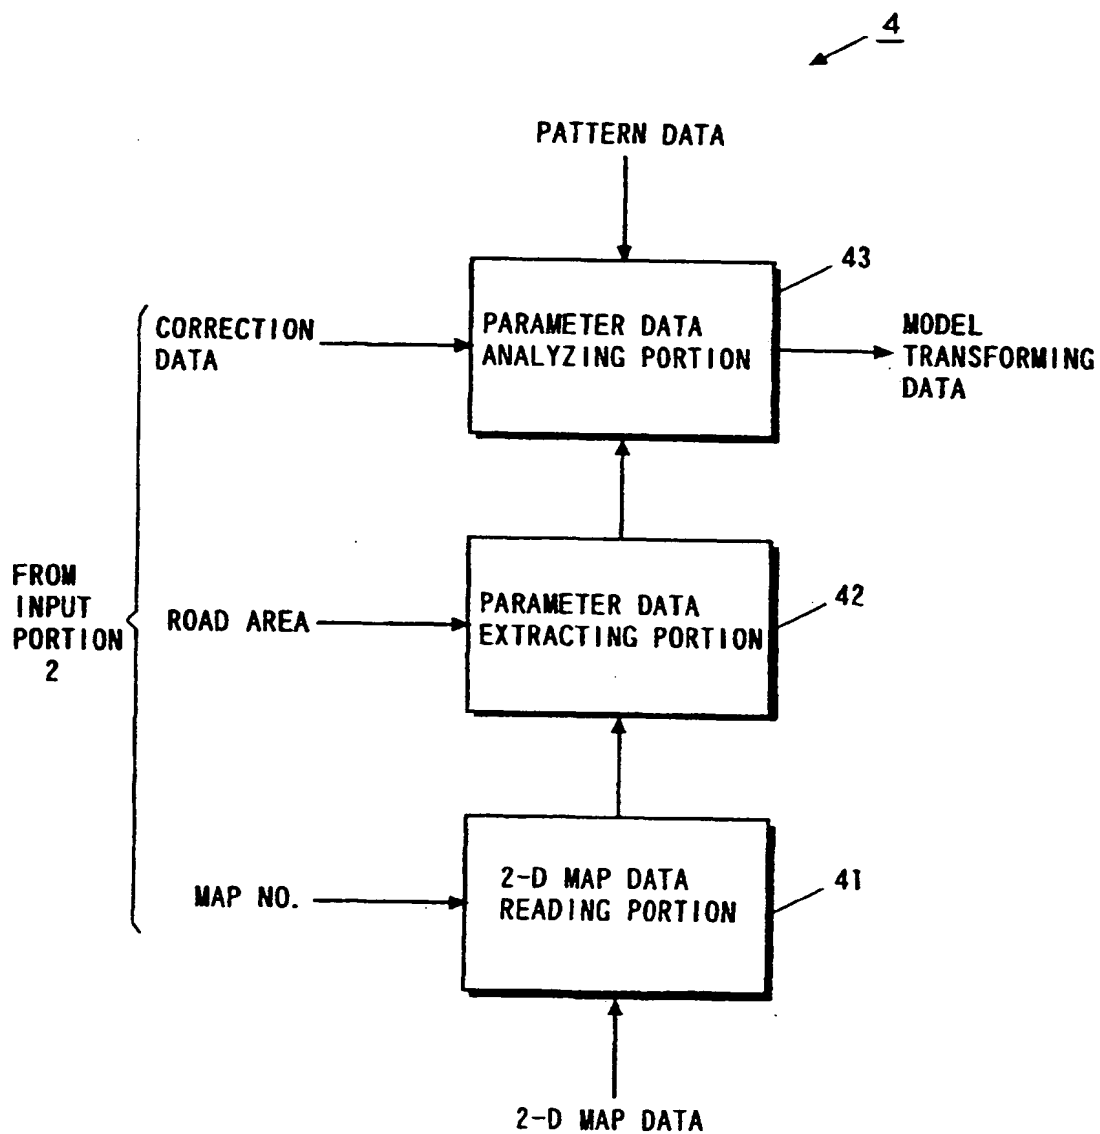 4
PATTERN DATA
43
CORRECTION
DATA
PARAMETER DATA
ANALYZING PORTION
MODEL
TRANSFORMING
DATA
FROM
INPUT
PORTION
2
ROAD AREA
PARAMETER DATA
EXTRACTING PORTION
42
MAP NO.
2-D MAP DATA
READING PORTION
41
2-D MAP DATA